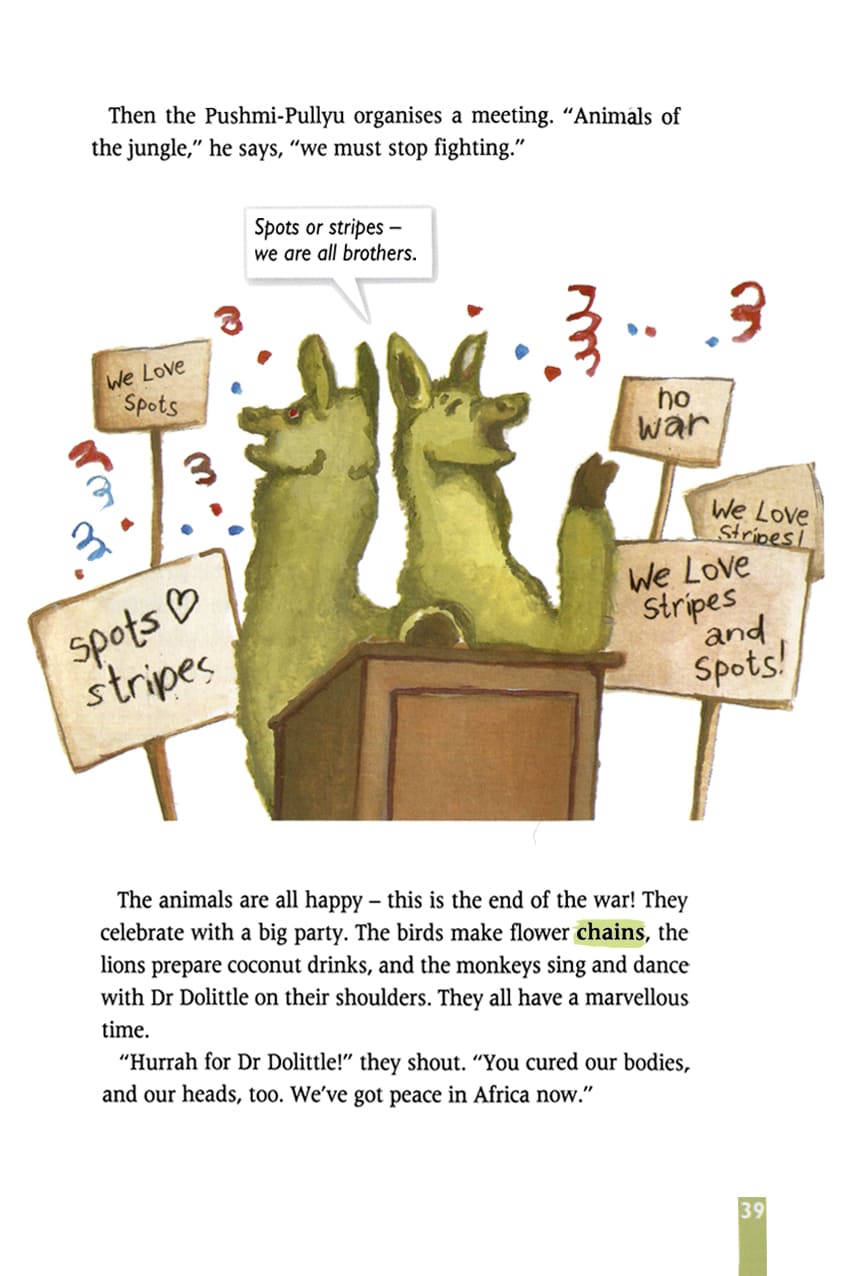 Then the Pushmi-Pullyu organises a meeting. “Animals of
the jungle,” he says, “we must stop fighting.”
Spots or stripes –
we are all brothers.
We Love
Spots
no
war
We Love
Stripes!
spots ♡
stripes
We Love
Stripes
and
Spots!
The animals are all happy – this is the end of the war! They
celebrate with a big party. The birds make flower chains, the
lions prepare coconut drinks, and the monkeys sing and dance
with Dr Dolittle on their shoulders. They all have a marvellous
time.
“Hurrah for Dr Dolittle!” they shout. “You cured our bodies,
and our heads, too. We’ve got peace in Africa now.”
39